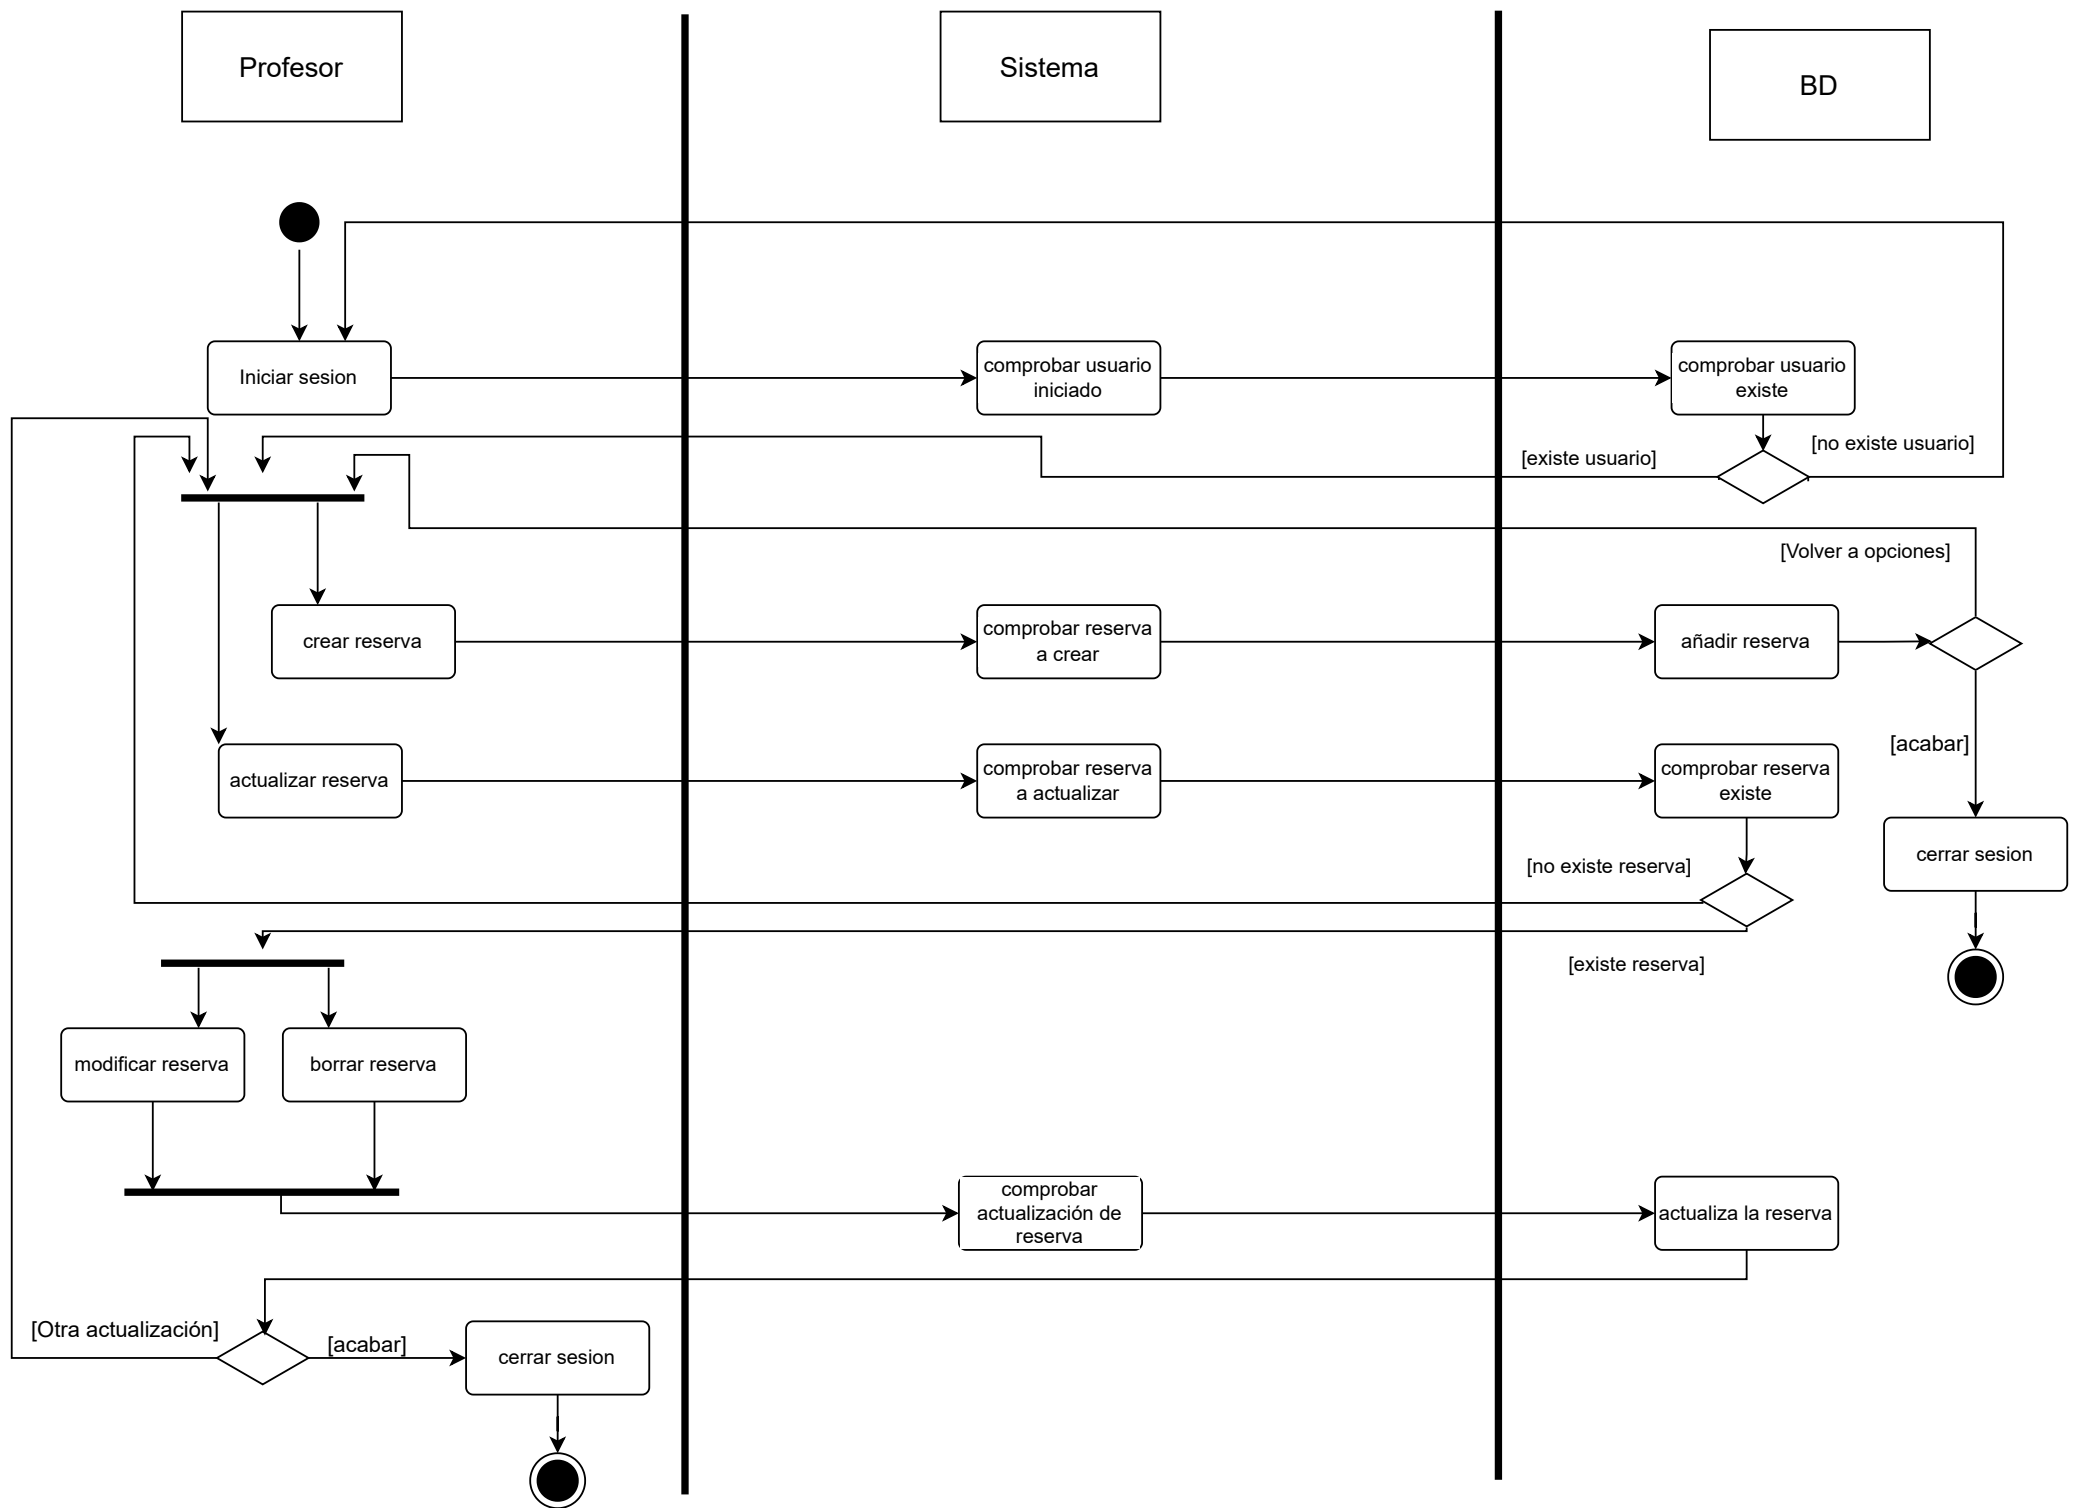 Profesor
Sistema
BD
Iniciar sesion
comprobar usuario
iniciado
comprobar usuario
existe
[existe usuario]
[no existe usuario]
[Volver a opciones]
crear reserva
comprobar reserva
a crear
añadir reserva
[acabar]
actualizar reserva
comprobar reserva
a actualizar
comprobar reserva
existe
[no existe reserva]
cerrar sesion
[existe reserva]
modificar reserva
borrar reserva
comprobar
actualización de
reserva
actualiza la reserva
[Otra actualización]
[acabar]
cerrar sesion